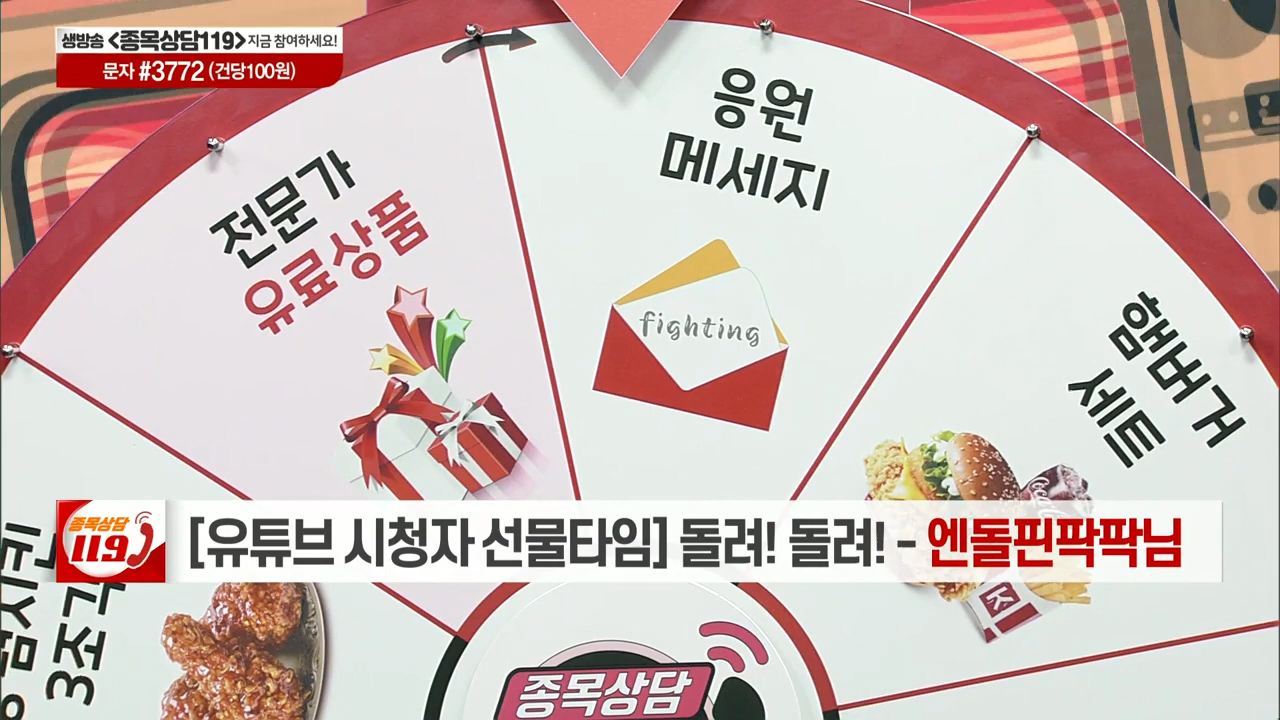 생방송 <종목상담119> 지금 참여하세요!
문자 #3772 (건당100원)
응원
메세지
전문가
유료상품
fighting
햄버거
세트
3조각
종목상담
119
[유튜브 시청자 선물타임] 돌려! 돌려! - 엔돌핀팍팍님
종목상담